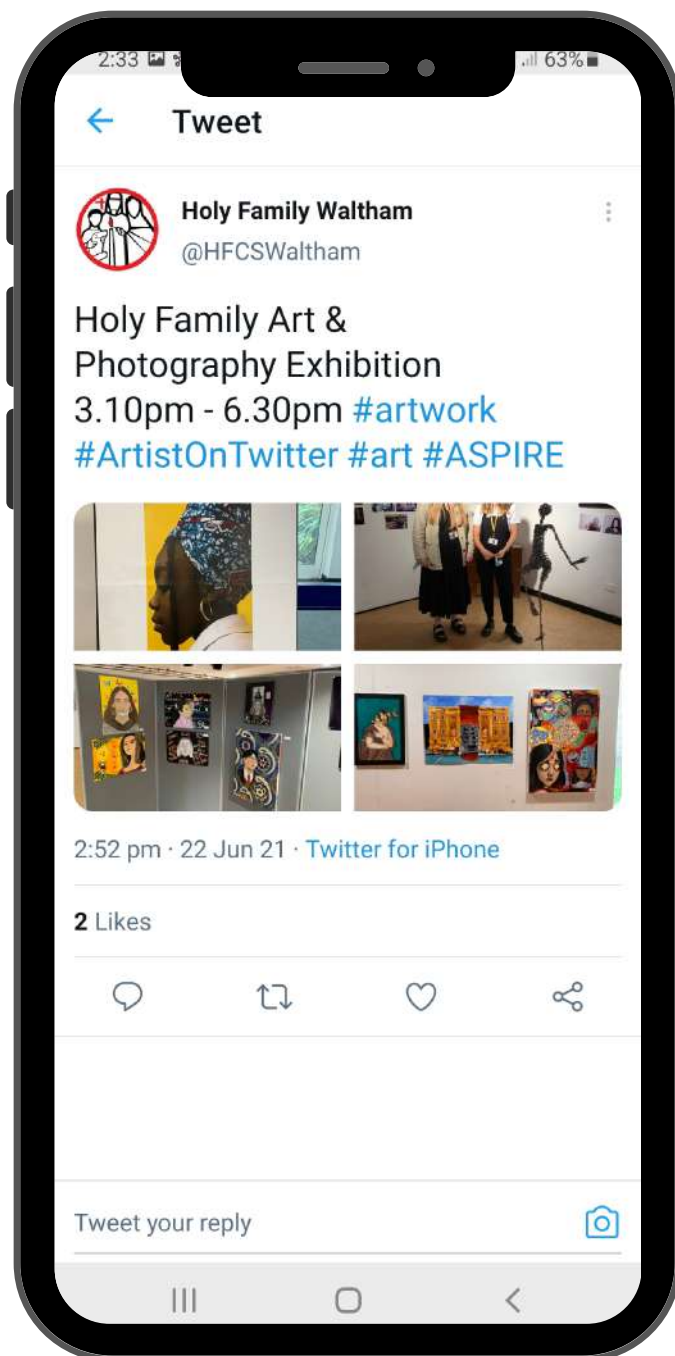 2:33 63%
Tweet
Holy Family Waltham
@HFCSWaltham
Holy Family Art &
Photography Exhibition
3.10pm - 6.30pm #artwork
#ArtistOnTwitter #art #ASPIRE
2:52 pm · 22 Jun 21 · Twitter for iPhone
2 Likes
Tweet your reply